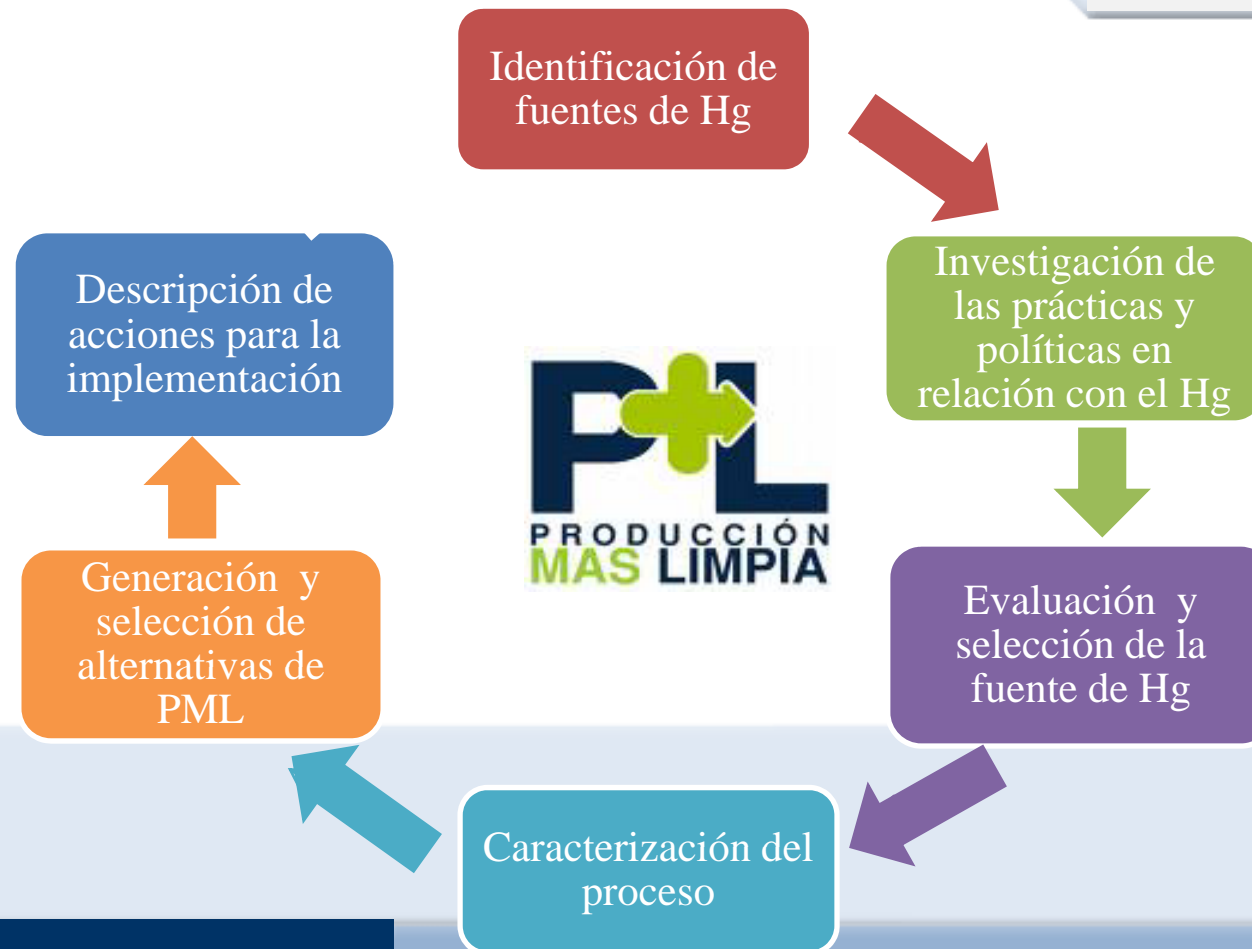 Identificación de
fuentes de Hg
Investigación de
las prácticas y
políticas en
relación con el Hg
Evaluación y
selección de la
fuente de Hg
Caracterización del
proceso
Generación y
selección de
alternativas de
PML
Descripción de
acciones para la
implementación
P+L
PRODUCCIÓN
MAS LIMPIA